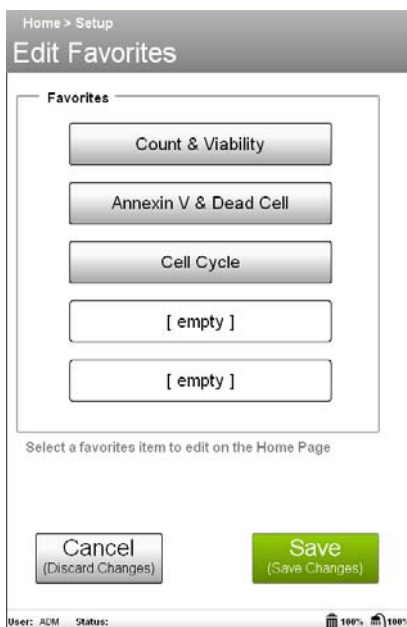 Home > Setup
Edit Favorites
Favorites
Count & Viability
Annexin V & Dead Cell
Cell Cycle
[ empty ]
[ empty ]
Select a favorites item to edit on the Home Page
Cancel
(Discard Changes)
Save
(Save Changes)
User: ADM Status: 100% 100%